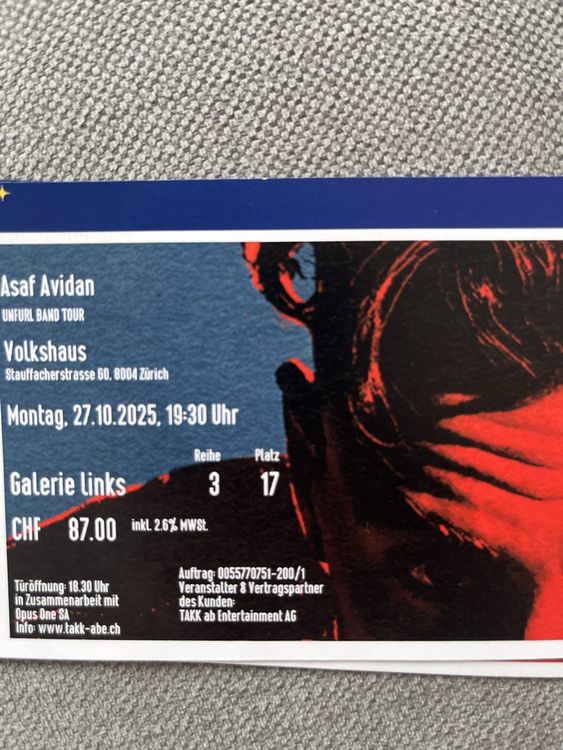 Asaf Avidan
UNFURL BAND TOUR
Volkshaus
Stauffacherstrasse 60, 8004 Zürich
Montag, 27.10.2025, 19:30 Uhr
Reihe Platz
Galerie links 3 17
CHF 87.00 inkl. 2.6% MWSt.
Türöffnung: 18.30 Uhr
in Zusammenarbeit mit
Opus One SA
Info: www.takk-abe.ch
Auftrag: 0055770751-200/1
Veranstalter & Vertragspartner
des Kunden:
TAKK ab Entertainment AG